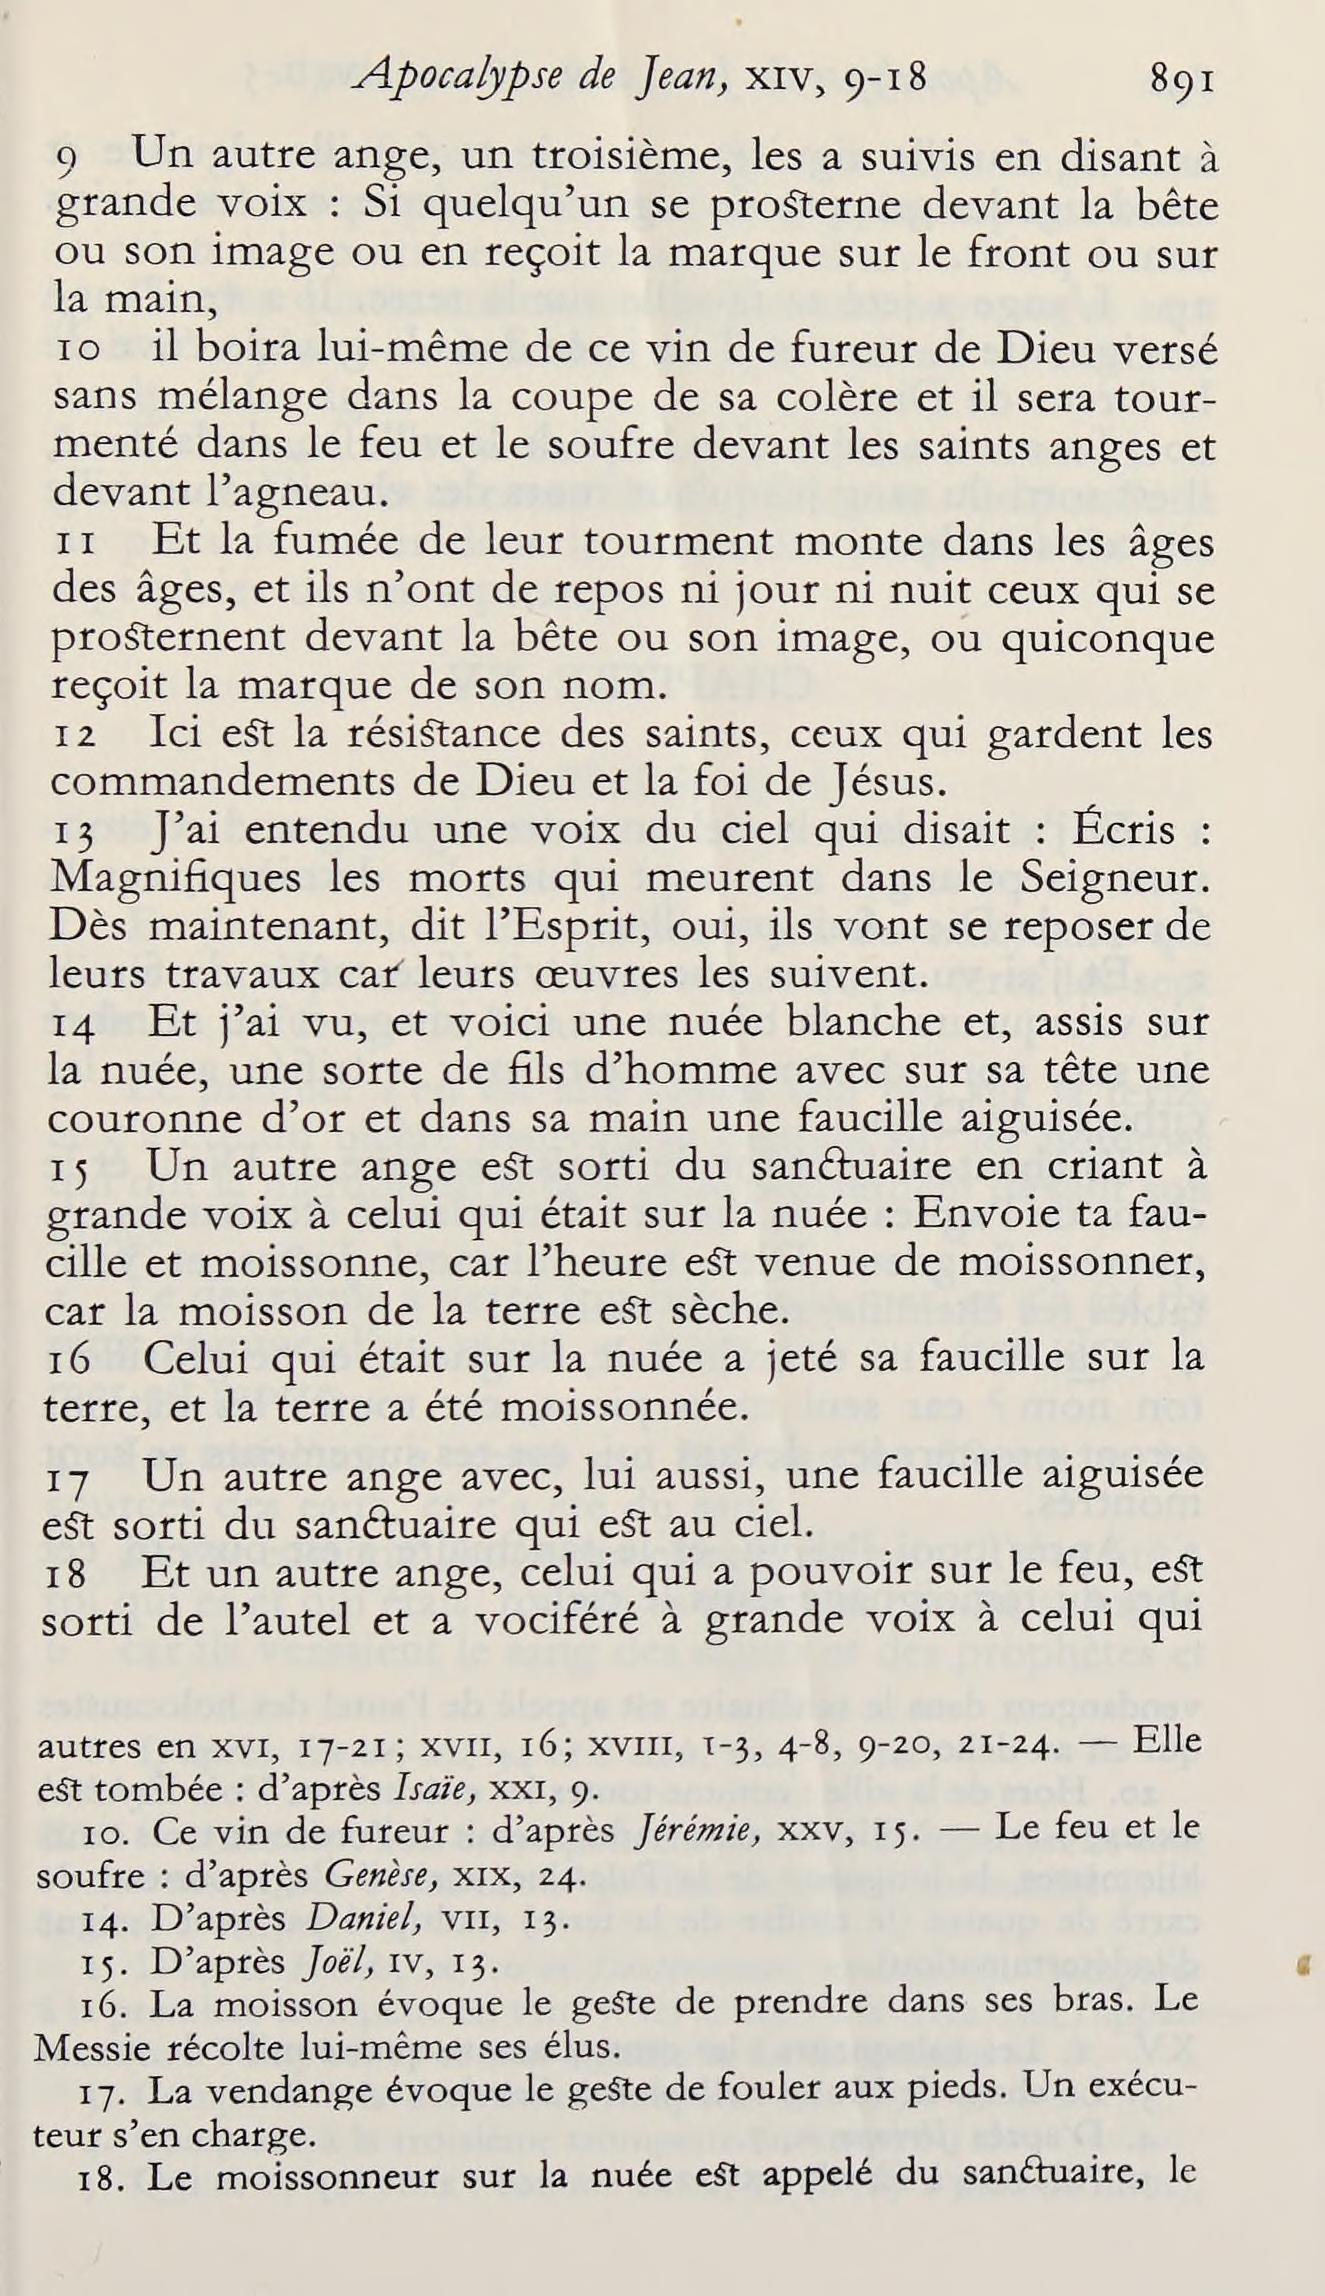 Apocalypse de Jean, XIV, 9-18 891
9 Un autre ange, un troisième, les a suivis en disant à
grande voix : Si quelqu’un se prosterne devant la bête
ou son image ou en reçoit la marque sur le front ou sur
la main,
10 il boira lui-même de ce vin de fureur de Dieu versé
sans mélange dans la coupe de sa colère et il sera tour-
menté dans le feu et le soufre devant les saints anges et
devant l’agneau.
11 Et la fumée de leur tourment monte dans les âges
des âges, et ils n’ont de repos ni jour ni nuit ceux qui se
prosternent devant la bête ou son image, ou quiconque
reçoit la marque de son nom.
12 Ici est la résistance des saints, ceux qui gardent les
commandements de Dieu et la foi de Jésus.
13 J’ai entendu une voix du ciel qui disait : Écris :
Magnifiques les morts qui meurent dans le Seigneur.
Dès maintenant, dit l’Esprit, oui, ils vont se reposer de
leurs travaux car leurs œuvres les suivent.
14 Et j’ai vu, et voici une nuée blanche et, assis sur
la nuée, une sorte de fils d’homme avec sur sa tête une
couronne d’or et dans sa main une faucille aiguisée.
15 Un autre ange est sorti du sanctuaire en criant à
grande voix à celui qui était sur la nuée : Envoie ta fau-
cille et moissonne, car l’heure est venue de moissonner,
car la moisson de la terre est sèche.
16 Celui qui était sur la nuée a jeté sa faucille sur la
terre, et la terre a été moissonnée.
17 Un autre ange avec, lui aussi, une faucille aiguisée
est sorti du sanctuaire qui est au ciel.
18 Et un autre ange, celui qui a pouvoir sur le feu, est
sorti de l’autel et a vociféré à grande voix à celui qui
autres en XVI, 17-21 ; XVII, 16; XVIII, 1-3, 4-8, 9-20, 21-24. — Elle
est tombée : d’après Isaïe, XXI, 9.
10. Ce vin de fureur : d’après Jérémie, XXV, 15. — Le feu et le
soufre : d’après Genèse, XIX, 24.
14. D’après Daniel, VII, 13.
15. D’après Joël, IV, 13.
16. La moisson évoque le geste de prendre dans ses bras. Le
Messie récolte lui-même ses élus.
17. La vendange évoque le geste de fouler aux pieds. Un exécu-
teur s’en charge.
18. Le moissonneur sur la nuée est appelé du sanctuaire, le